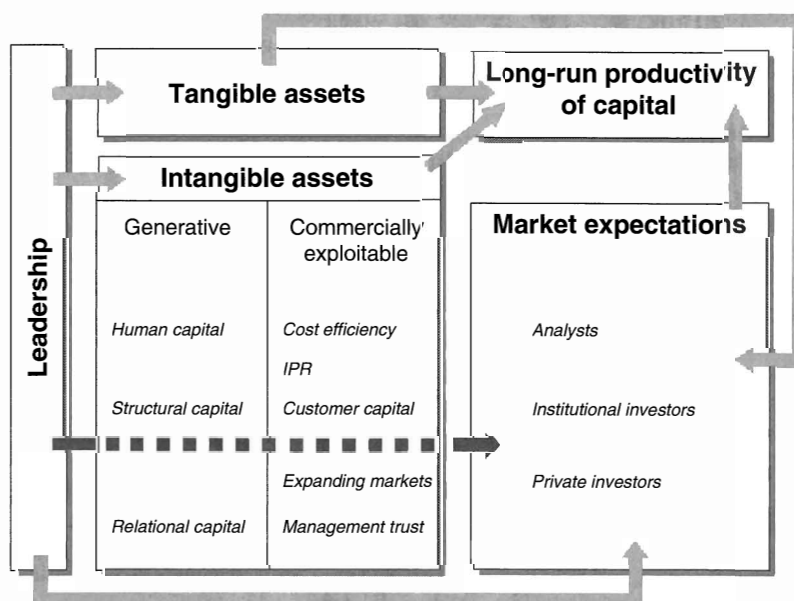 Leadership
Tangible assets
Long-run productivity
of capital
Intangible assets
Generative
Commercially
exploitable
Human capital
Cost efficiency
IPR
Structural capital
Customer capital
Expanding markets
Relational capital
Management trust
Market expectations
Analysts
Institutional investors
Private investors